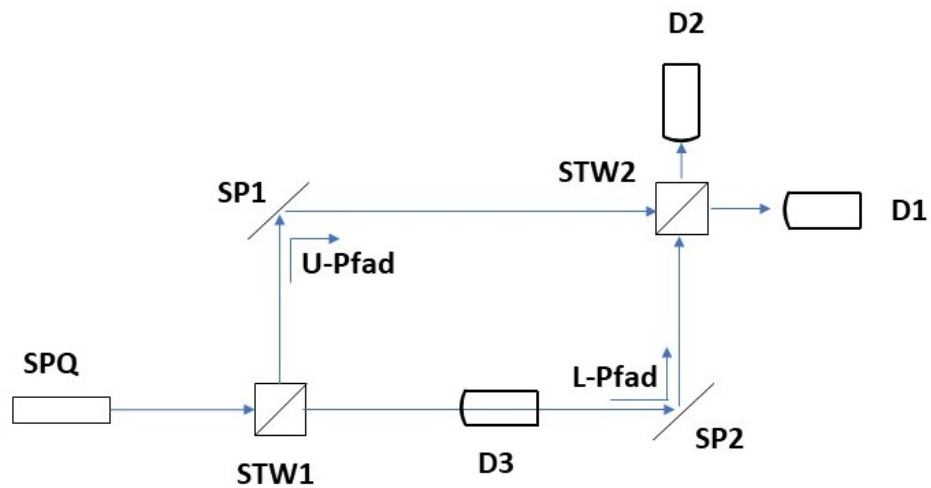 D2
SP1
STW2
D1
U-Pfad
SPQ
L-Pfad
SP2
STW1
D3